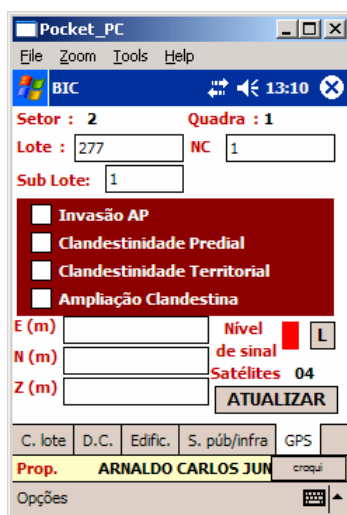 Pocket_PC
File Zoom Tools Help
BIC 13:10
Setor : 2 Quadra : 1
Lote : 277 NC 1
Sub Lote: 1
Invasão AP
Clandestinidade Predial
Clandestinidade Territorial
Ampliação Clandestina
E (m) Nível L
N (m) de sinal
Satélites 04
Z (m) ATUALIZAR
C. lote D.C. Edific. S. púb/infra GPS
Prop. ARNALDO CARLOS JUN croqui
Opções